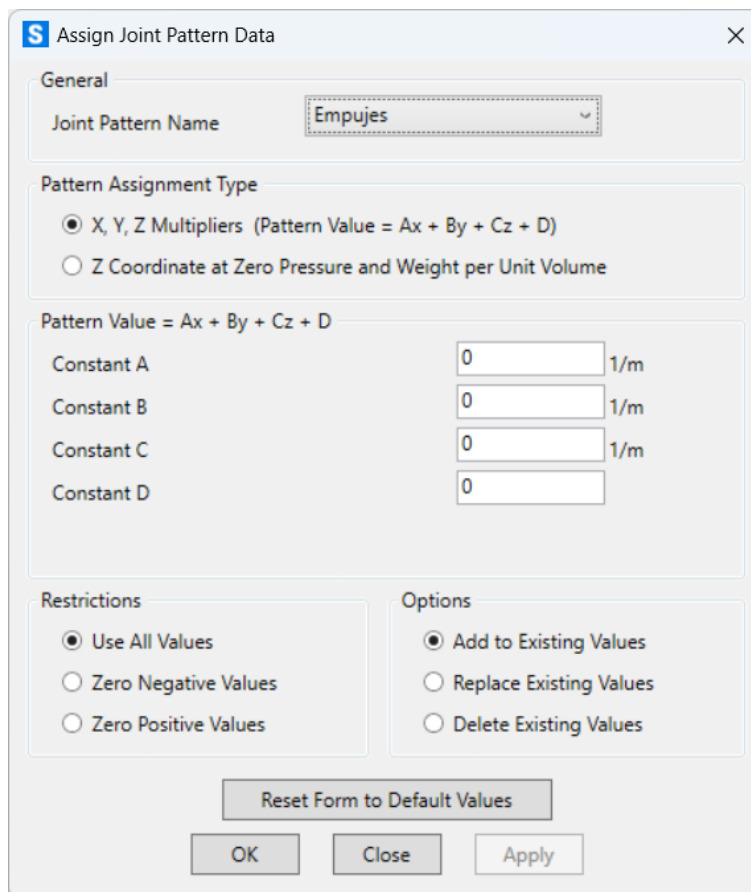 S Assign Joint Pattern Data
General
Joint Pattern Name Empujes
Pattern Assignment Type
X, Y, Z Multipliers (Pattern Value = Ax + By + Cz + D)
Z Coordinate at Zero Pressure and Weight per Unit Volume
Pattern Value = Ax + By + Cz + D
Constant A 0 1/m
Constant B 0 1/m
Constant C 0 1/m
Constant D 0
Restrictions
Use All Values
Zero Negative Values
Zero Positive Values
Options
Add to Existing Values
Replace Existing Values
Delete Existing Values
Reset Form to Default Values
OK Close Apply